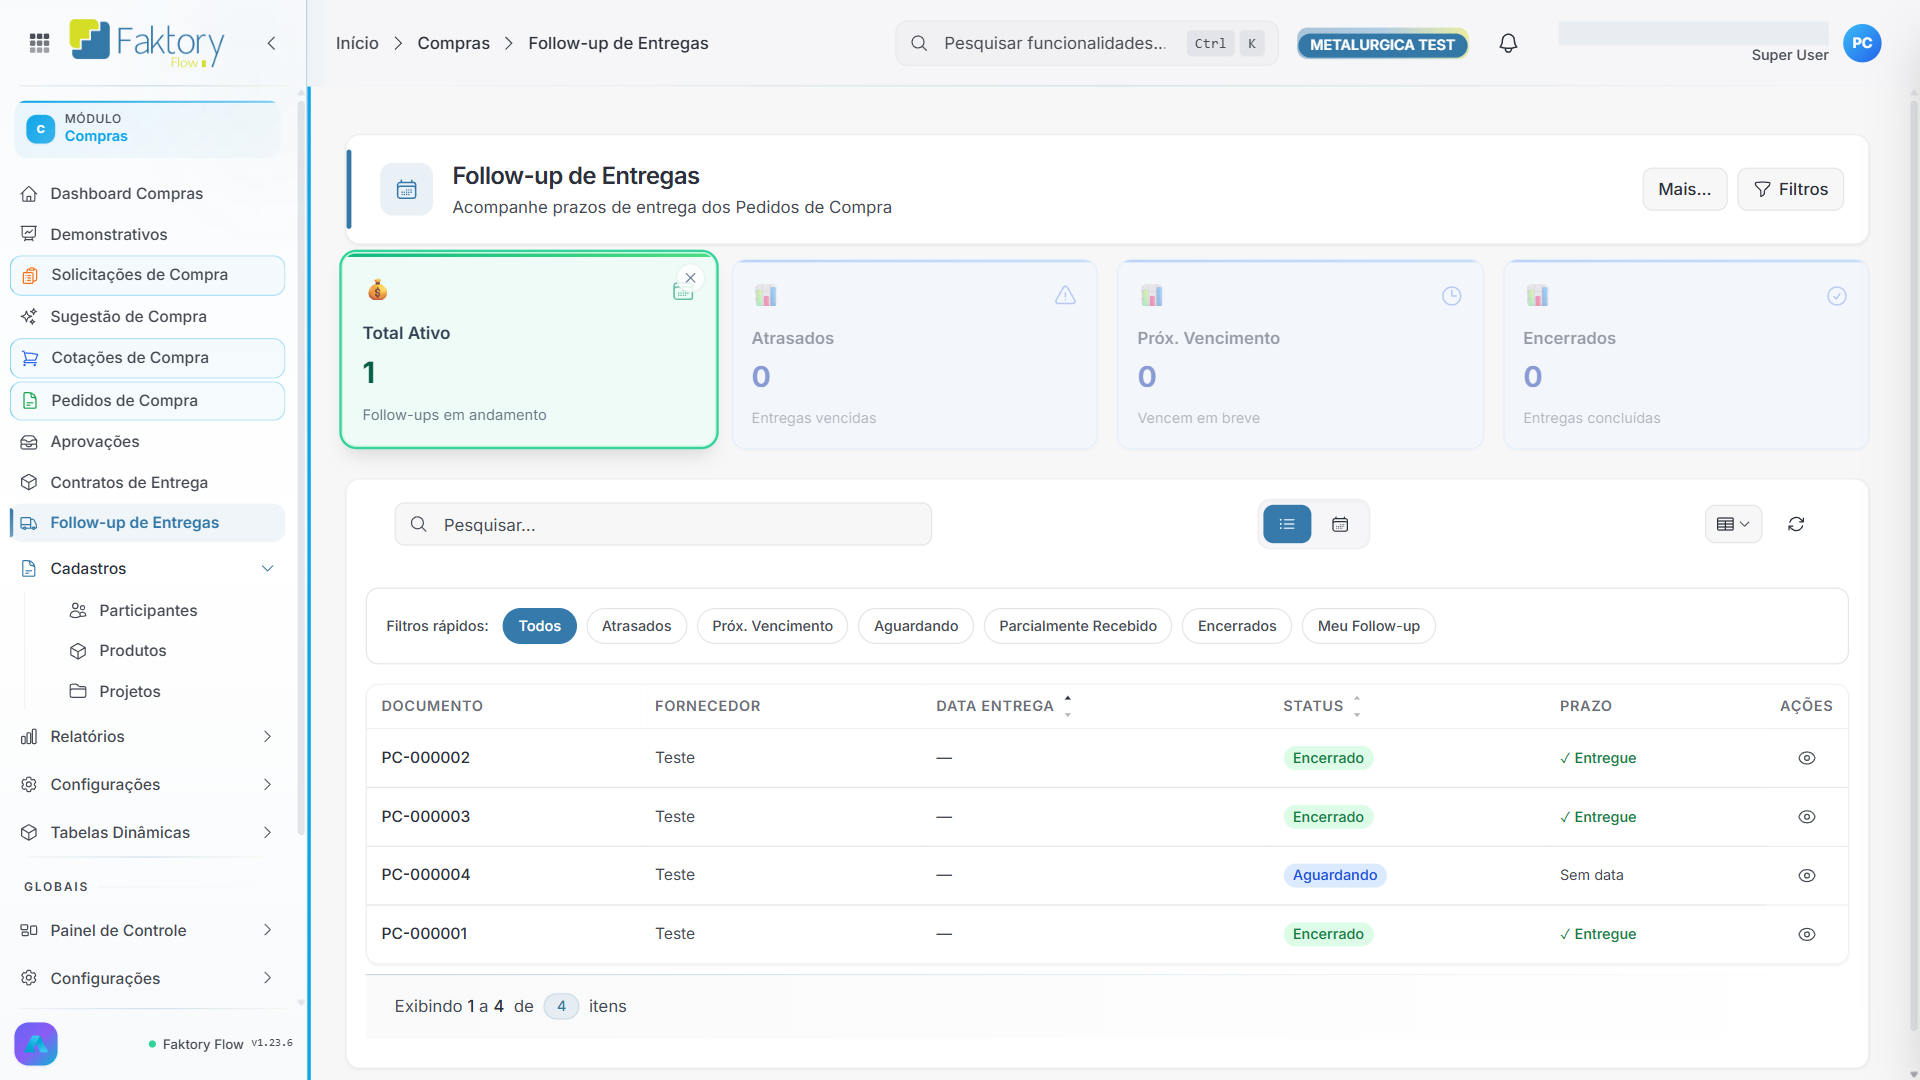 Faktory
Flow
Início
Compras
Follow-up de Entregas
Pesquisar funcionalidades...
Ctrl
K
METALURGICA TEST
Super User
PC
C
MÓDULO
Compras
Dashboard Compras
Demonstrativos
Solicitações de Compra
Sugestão de Compra
Cotações de Compra
Pedidos de Compra
Aprovações
Contratos de Entrega
Follow-up de Entregas
Cadastros
Participantes
Produtos
Projetos
Relatórios
Configurações
Tabelas Dinâmicas
GLOBAIS
Painel de Controle
Configurações
Faktory Flow v1.23.6
Follow-up de Entregas
Acompanhe prazos de entrega dos Pedidos de Compra
Mais...
Filtros
Total Ativo
1
Follow-ups em andamento
Atrasados
0
Entregas vencidas
Próx. Vencimento
0
Vencem em breve
Encerrados
0
Entregas concluídas
Pesquisar...
Filtros rápidos:
Todos
Atrasados
Próx. Vencimento
Aguardando
Parcialmente Recebido
Encerrados
Meu Follow-up
DOCUMENTO FORNECEDOR DATA ENTREGA STATUS PRAZO AÇÕES
PC-000002 Teste — Encerrado ✓ Entregue
PC-000003 Teste — Encerrado ✓ Entregue
PC-000004 Teste — Aguardando Sem data
PC-000001 Teste — Encerrado ✓ Entregue
Exibindo 1 a 4 de 4 itens